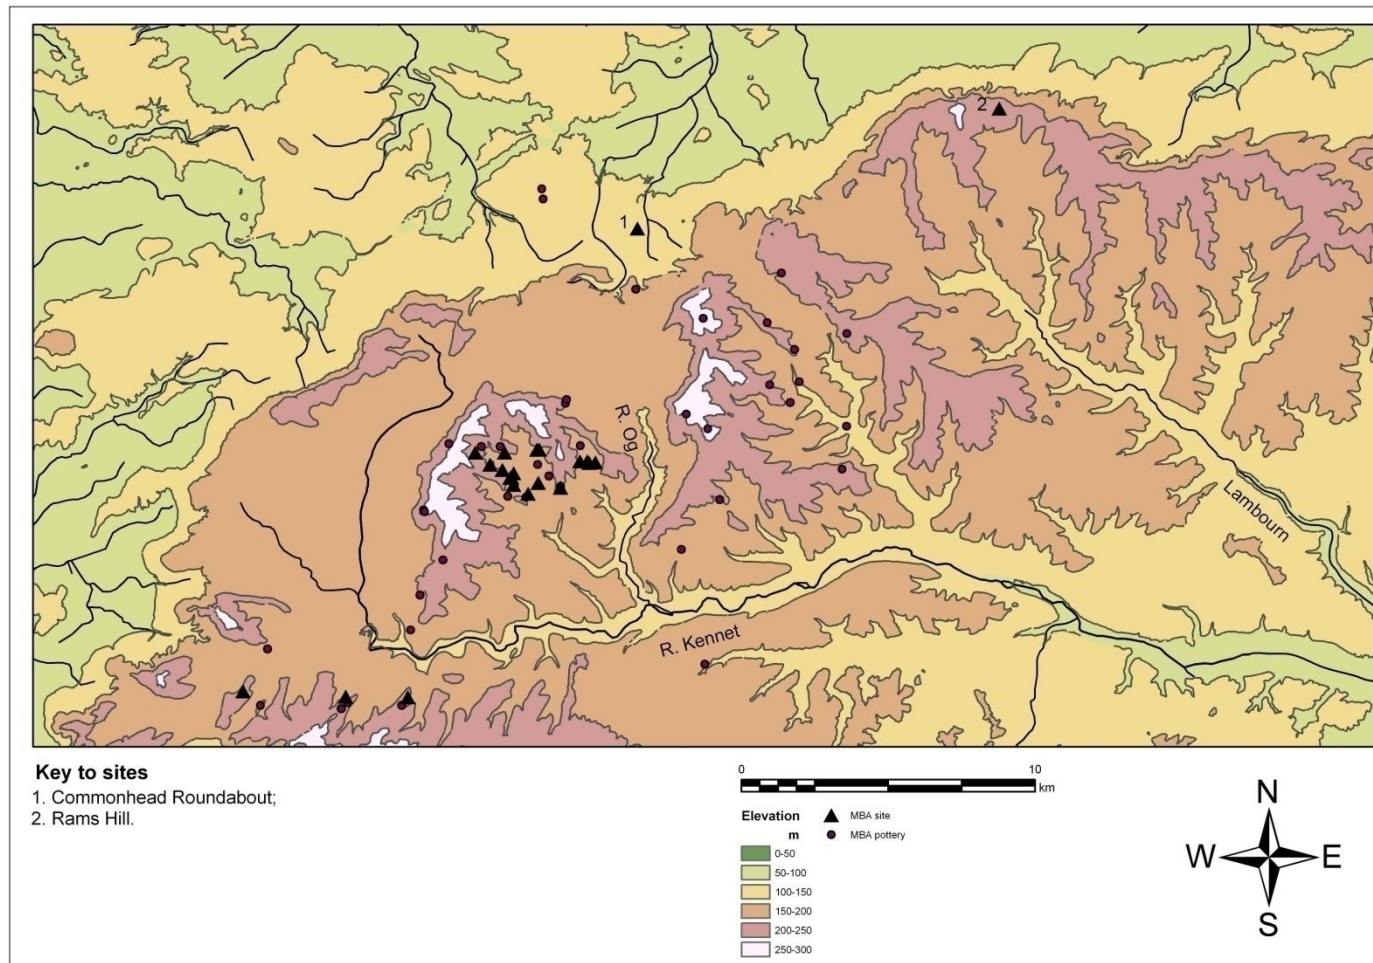 2
1
R. Og
Lambourn
R. Kennet
Key to sites
1. Commonhead Roundabout;
2. Rams Hill.
0 10
km
Elevation
m
MBA site
MBA pottery
0-50
50-100
100-150
150-200
200-250
250-300
N
W E
S